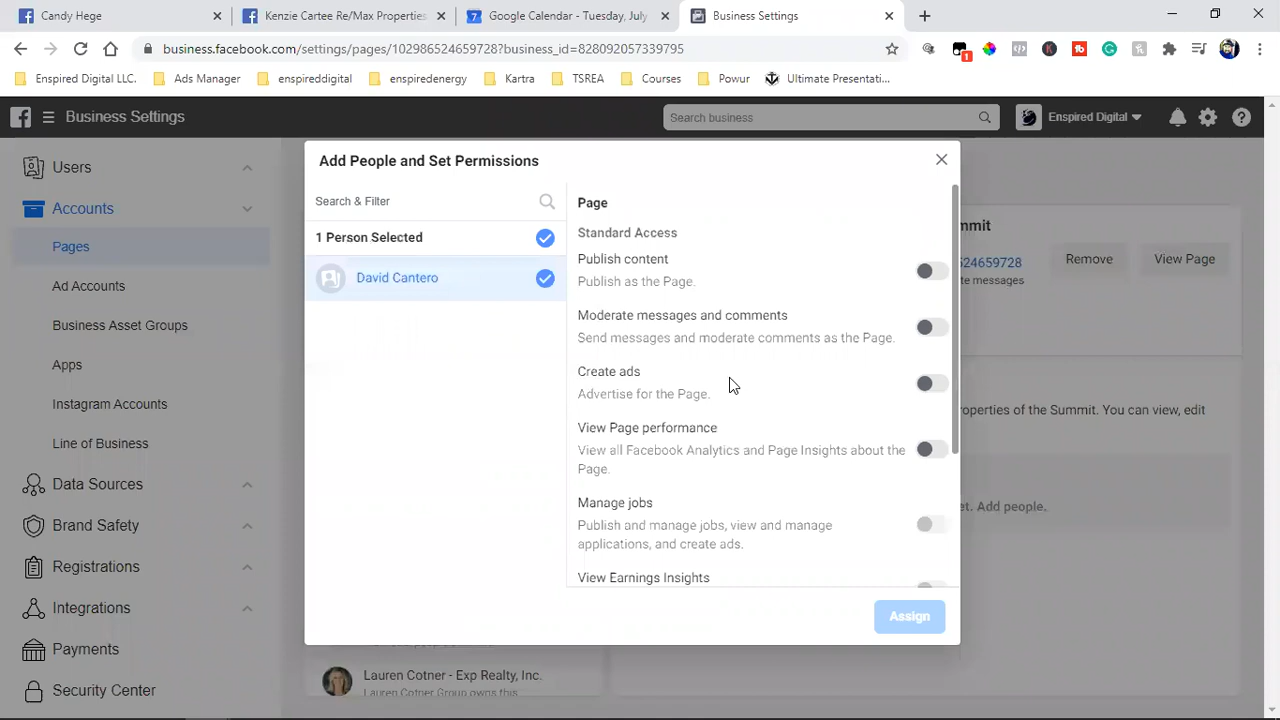 Candy Hege
Kenzie Cartee Re/Max Properties
Google Calendar - Tuesday, July
Business Settings
business.facebook.com/settings/pages/102986524659728?business_id=828092057339795
1
Enspired Digital LLC.
Ads Manager
enspireddigital
enspiredenergy
Kartra
TSREA
Courses
Powur
Ultimate Presentati...
Business Settings
Search business
Enspired Digital
Users
Accounts
Pages
Ad Accounts
Business Asset Groups
Apps
Instagram Accounts
Line of Business
Data Sources
Brand Safety
Registrations
Integrations
Payments
Security Center
Add People and Set Permissions
Search & Filter
1 Person Selected
David Cantero
Page
Standard Access
Publish content
Publish as the Page.
Moderate messages and comments
Send messages and moderate comments as the Page.
Create ads
Advertise for the Page.
View Page performance
View all Facebook Analytics and Page Insights about the
Page.
Manage jobs
Publish and manage jobs, view and manage
applications, and create ads.
View Earnings Insights
Assign
mmit
524659728
te messages
Remove
View Page
operties of the Summit. You can view, edit
et. Add people.
Lauren Cotner - Exp Realty, Inc.
Lauren Cotner Group owns this